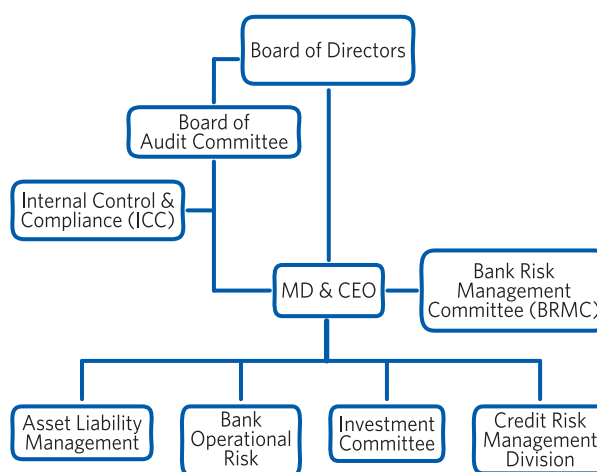 Board of Directors
Board of
Audit Committee
Internal Control &
Compliance (ICC)
MD & CEO
Bank Risk
Management
Committee (BRMC)
Asset Liability
Management
Bank
Operational
Risk
Investment
Committee
Credit Risk
Management
Division